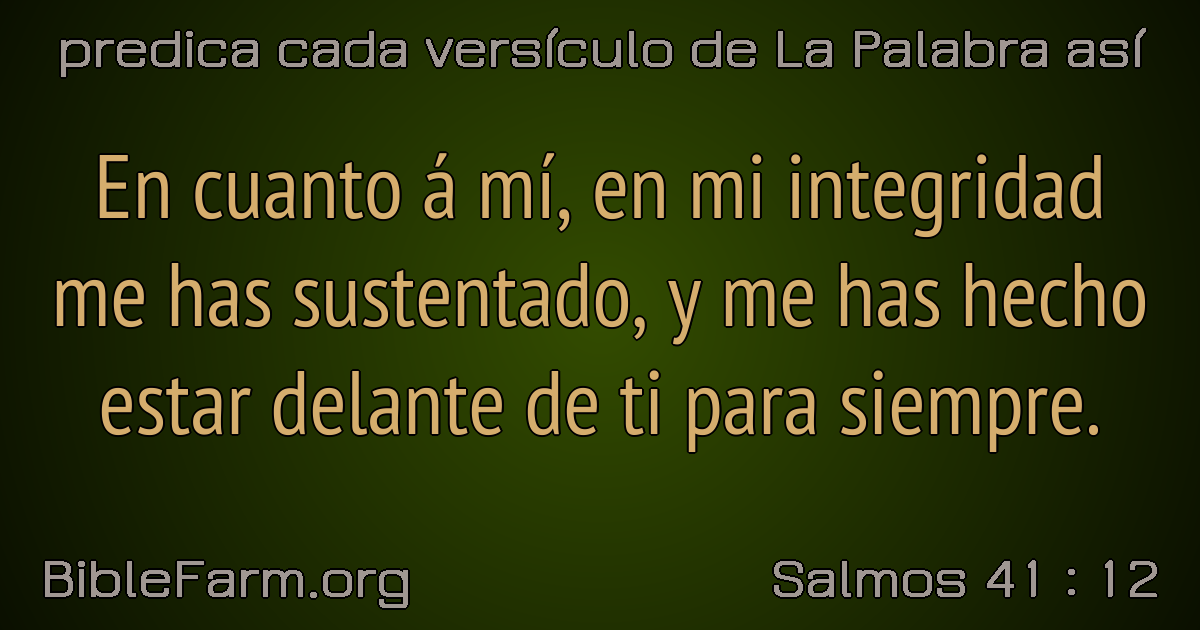 predica cada versículo de La Palabra así
En cuanto á mí, en mi integridad
me has sustentado, y me has hecho
estar delante de ti para siempre.
BibleFarm.org
Salmos 41 : 12